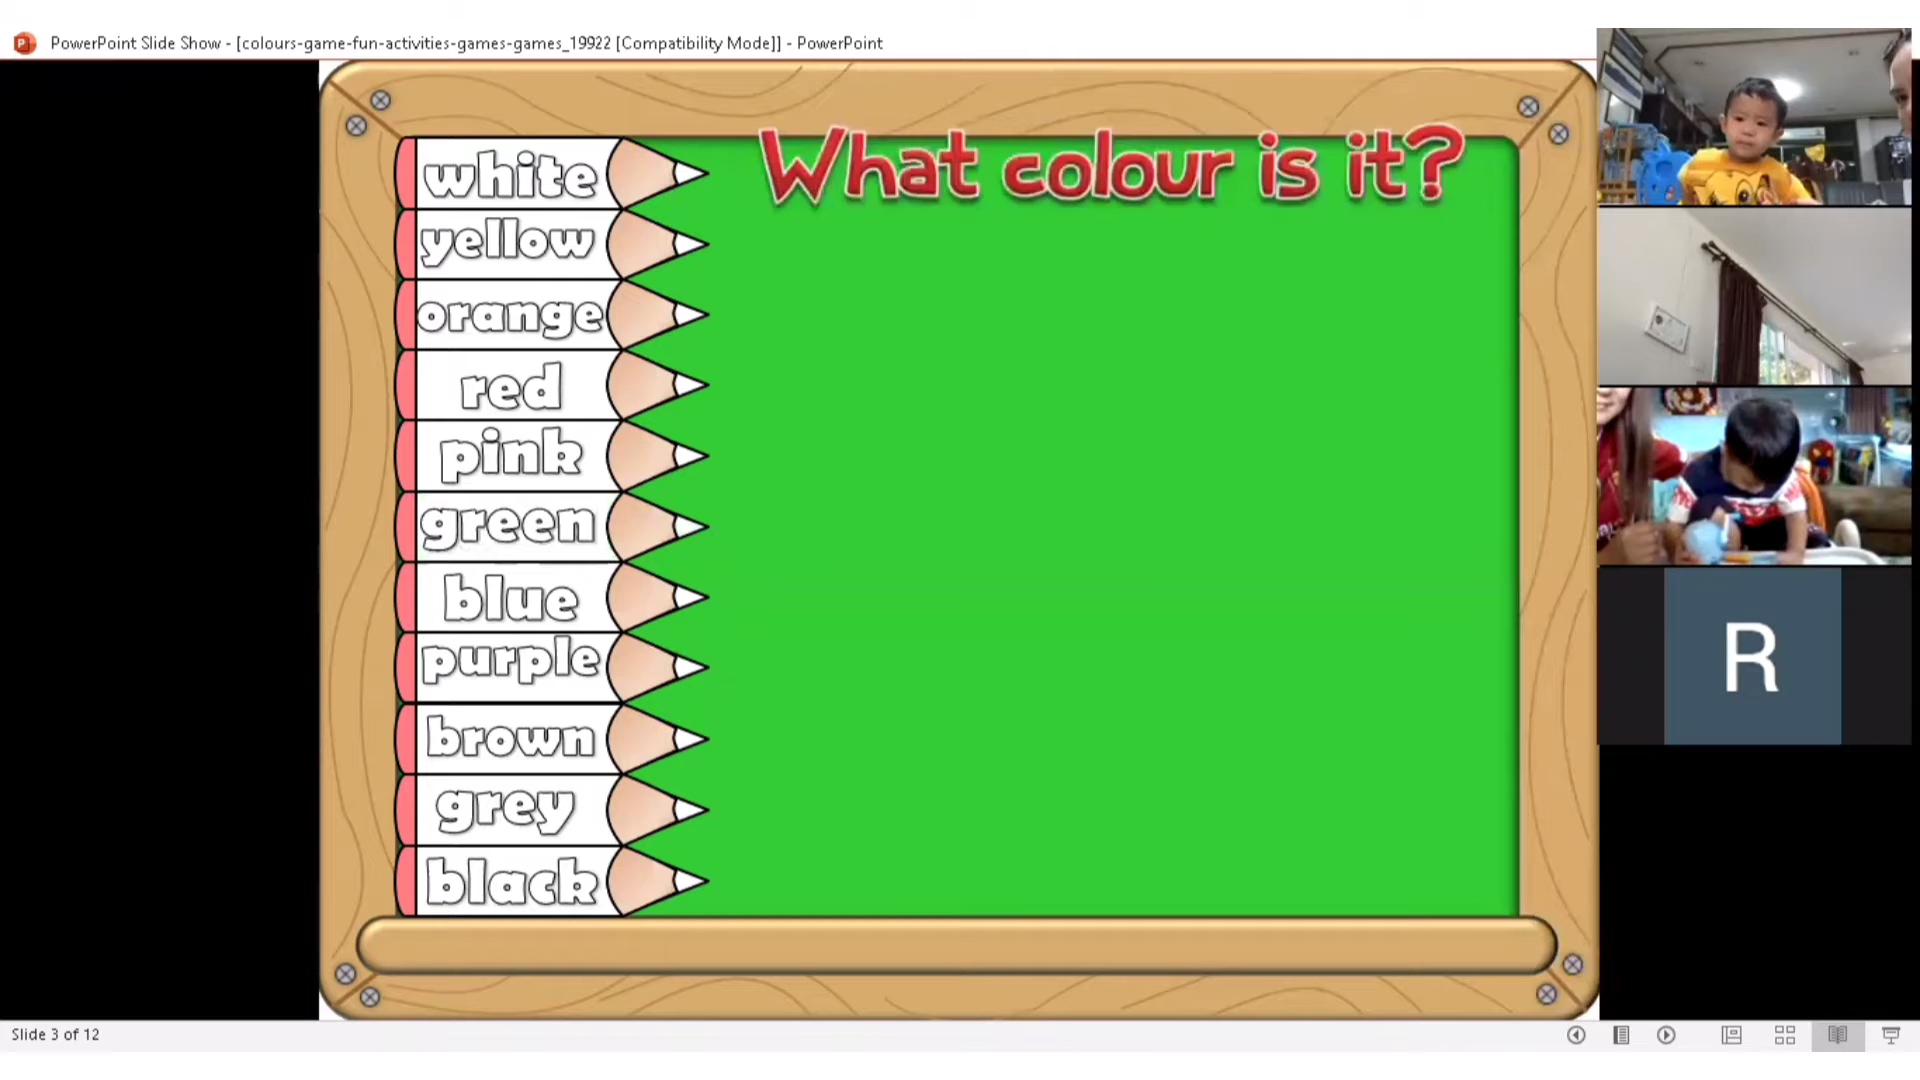 PowerPoint Slide Show - [colours-game-fun-activities-games-games_19922 [Compatibility Mode]] - PowerPoint
What colour is it?
white
yellow
orange
red
pink
green
blue
purple
brown
grey
black
R
Slide 3 of 12